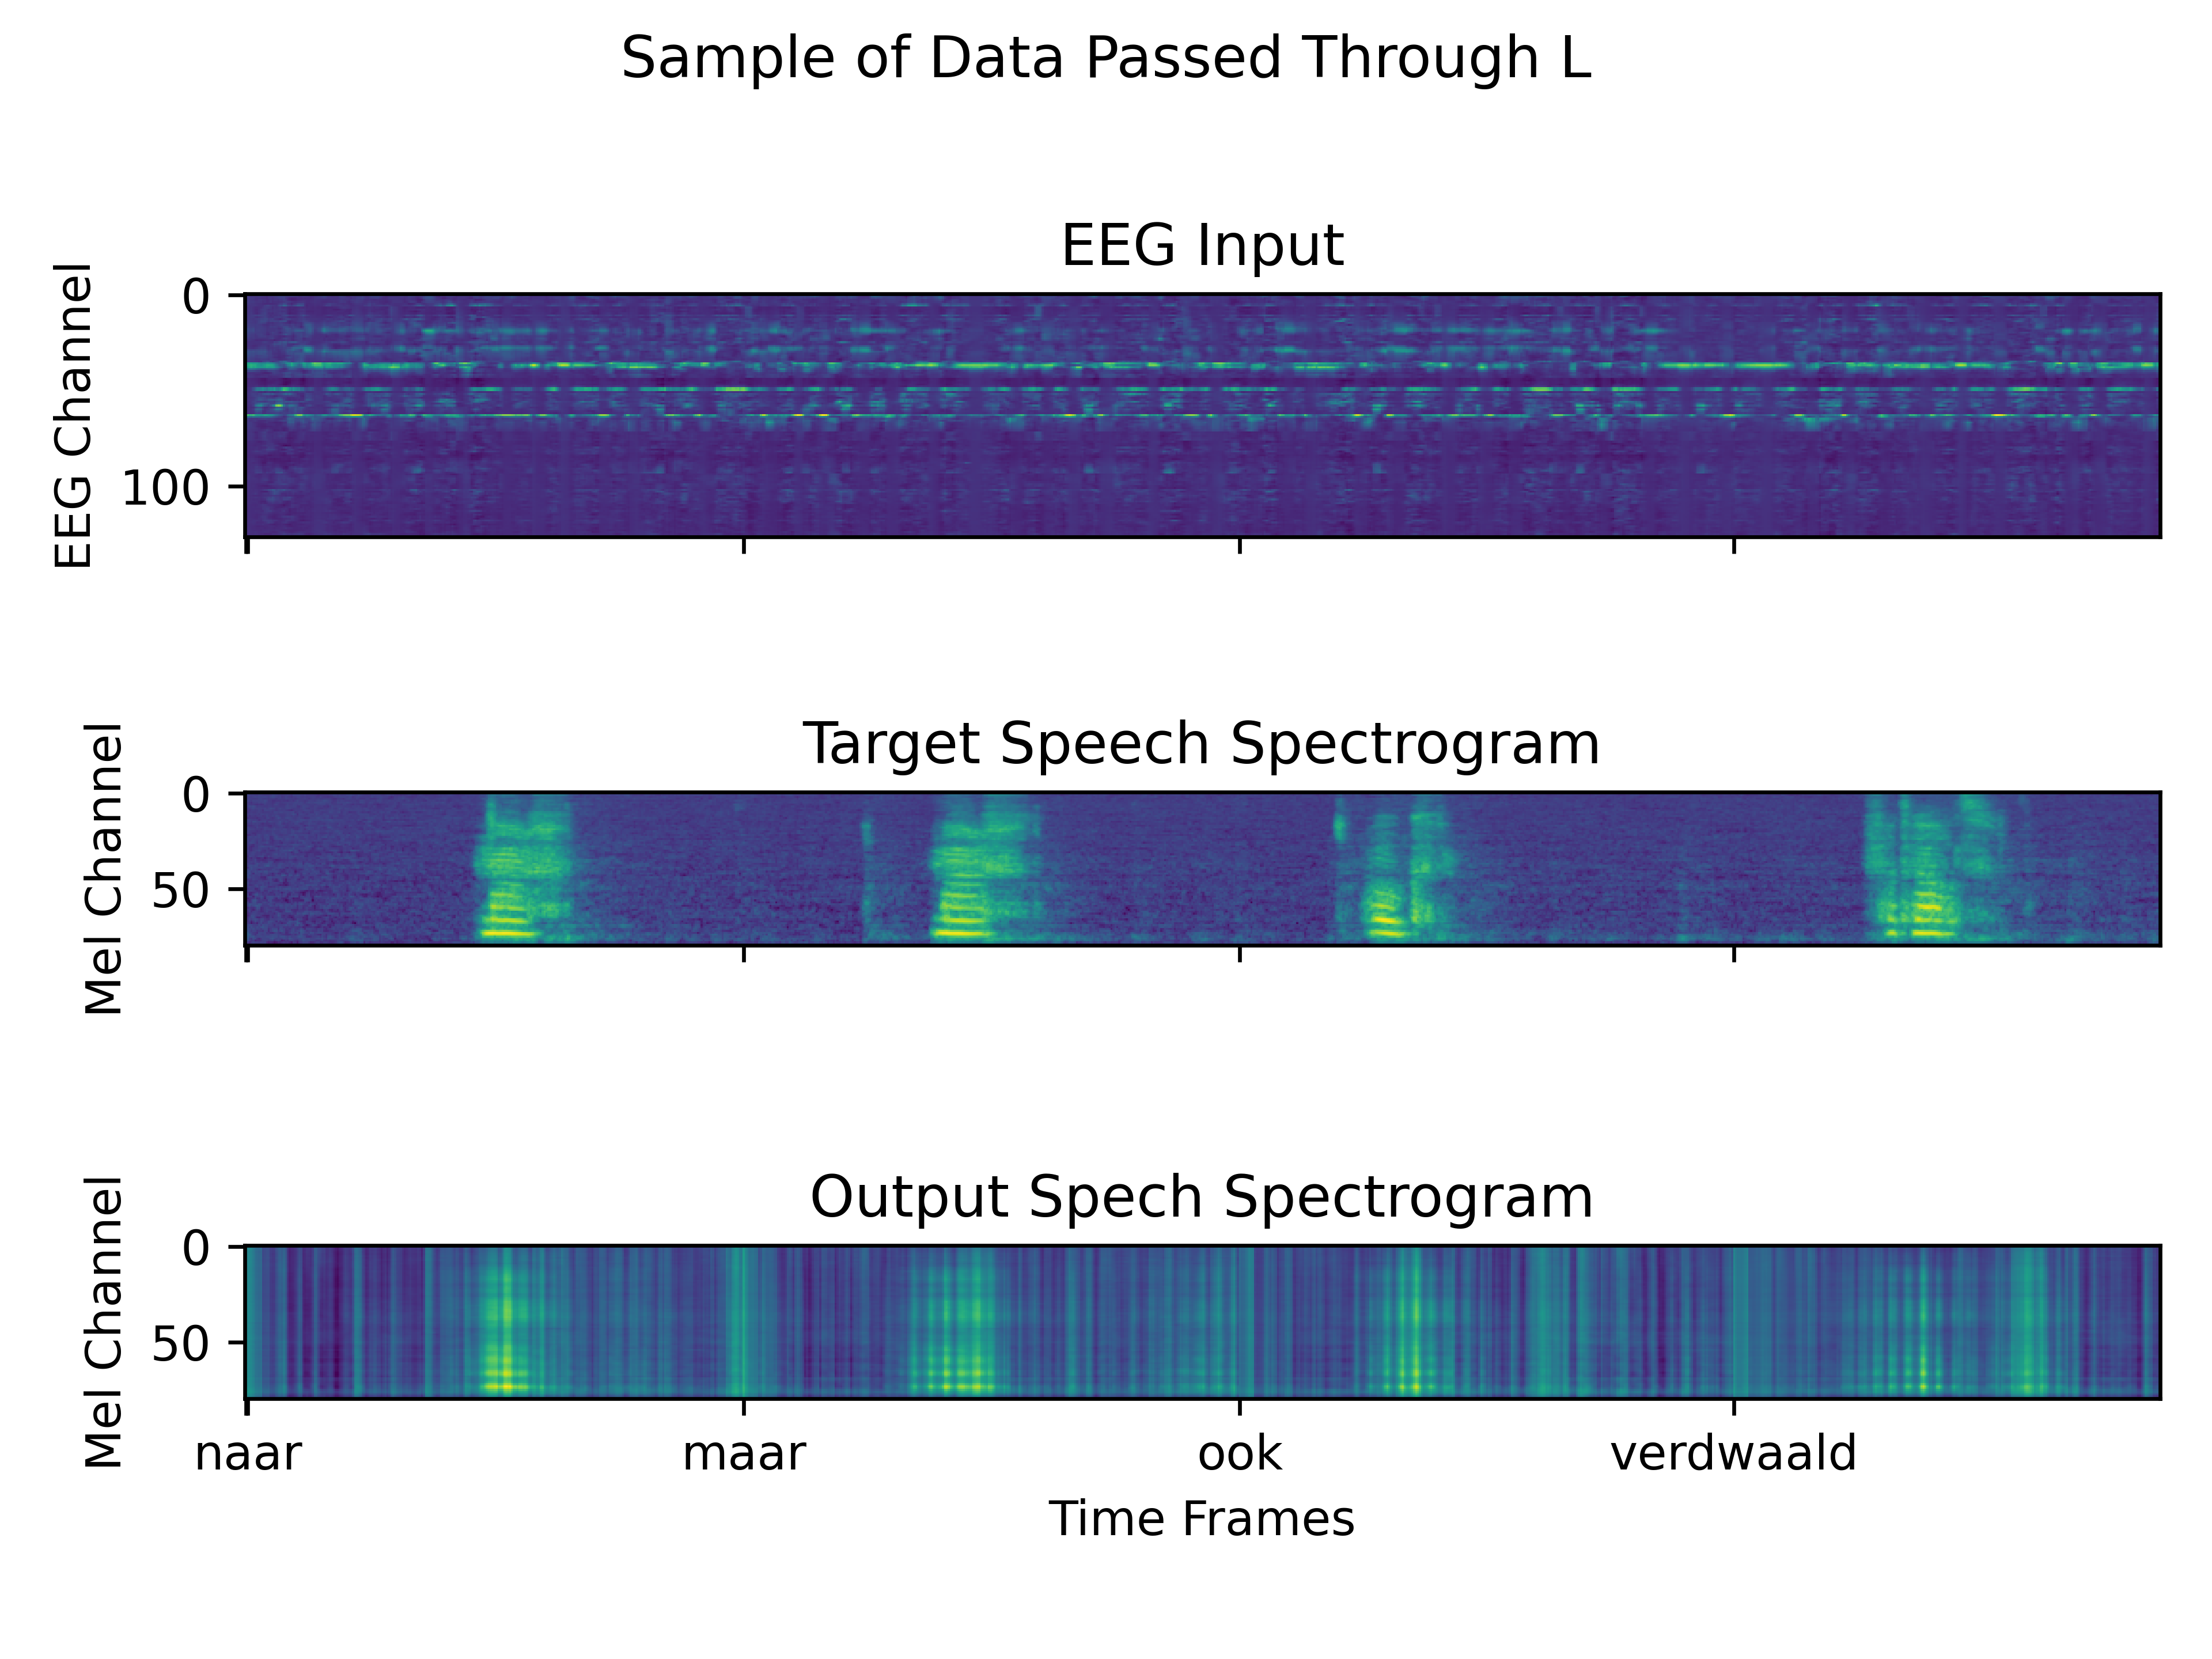 Sample of Data Passed Through L
EEG Input
EEG Channel
0
100
Target Speech Spectrogram
Mel Channel
0
50
Output Spech Spectrogram
Mel Channel
0
50
naar maar ook verdwaald
Time Frames